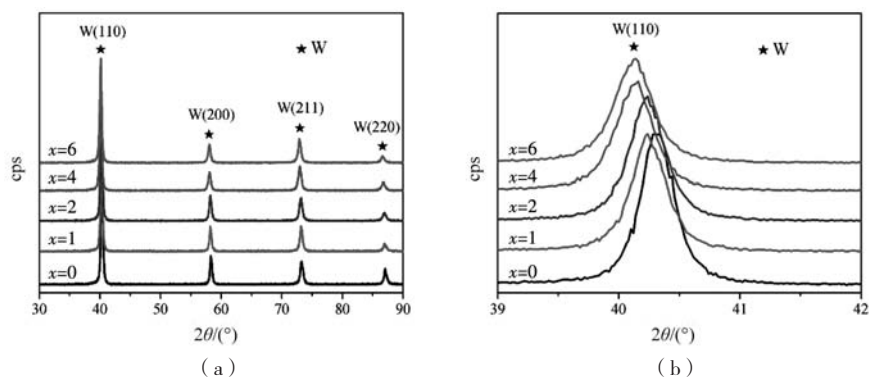 W(110)
★ W
W(200)
W(211)
W(220)
x=6
x=4
x=2
x=1
x=0
cps
30 40 50 60 70 80 90
2θ/(°)
(a)
W(110)
★ W
x=6
x=4
x=2
x=1
x=0
cps
39 40 41 42
2θ/(°)
(b)